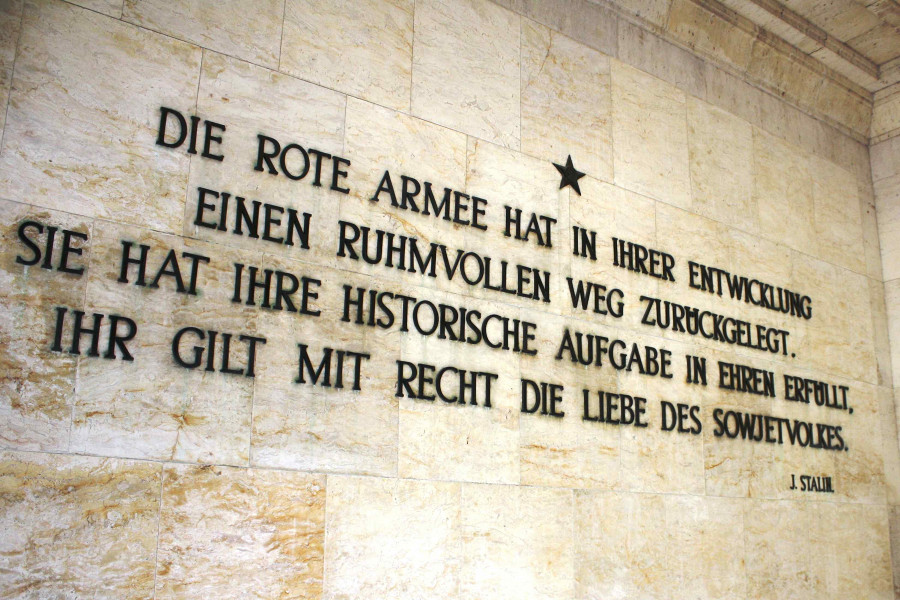 DIE ROTE ARMEE HAT IN IHRER ENTWICKLUNG
EINEN RUHMVOLLEN WEG ZURÜCKGELEGT.
SIE HAT IHRE HISTORISCHE AUFGABE IN EHREN ERFÜLLT,
IHR GILT MIT RECHT DIE LIEBE DES SOWJETVOLKES.
J. STALIN.